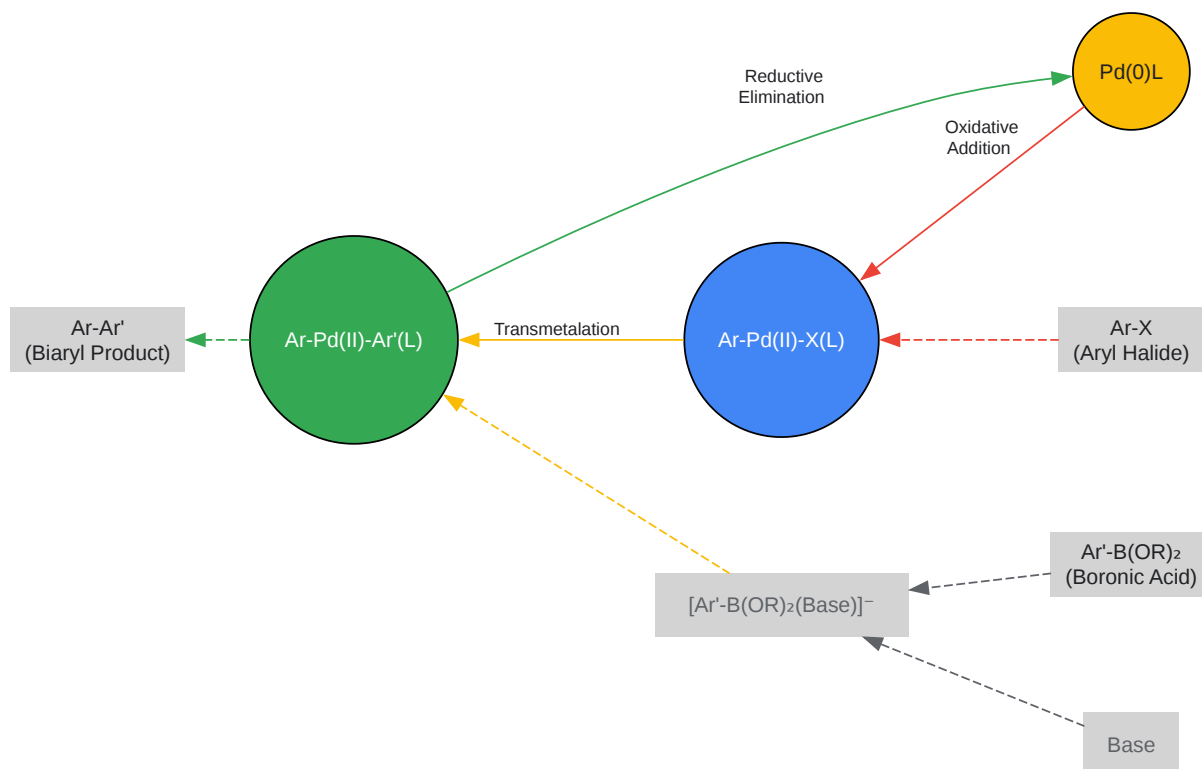 Reductive
Elimination
Pd(0)L
Oxidative
Addition
Ar-Ar'
(Biaryl Product)
Ar-Pd(II)-Ar'(L)
Transmetalation
Ar-Pd(II)-X(L)
Ar-X
(Aryl Halide)
Ar'-B(OR)₂
(Boronic Acid)
[Ar'-B(OR)₂(Base)]⁻
Base